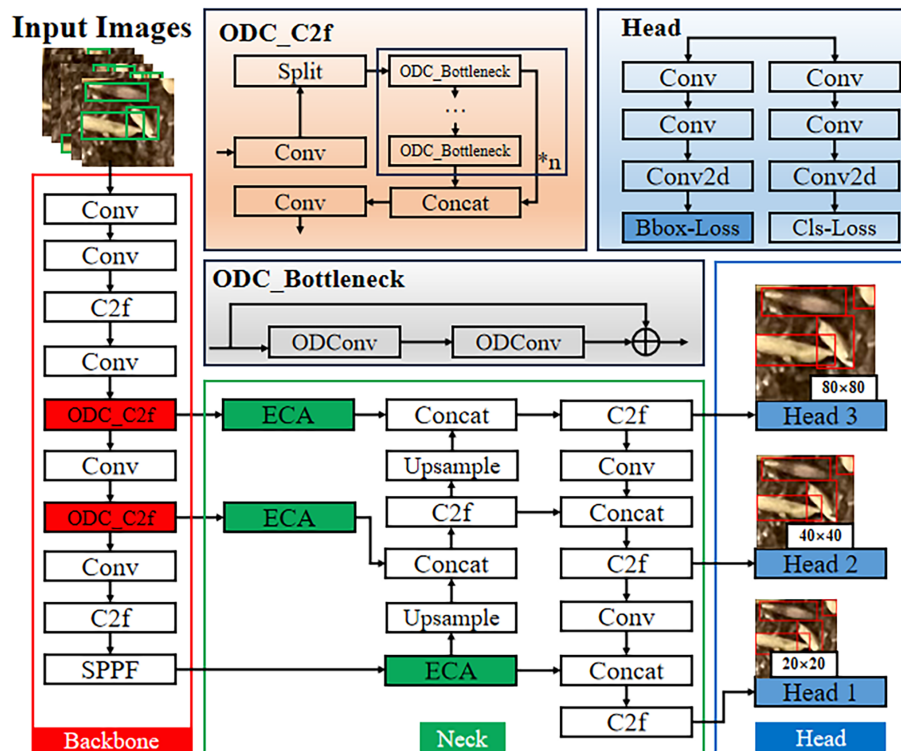 Input Images
Conv
Conv
C2f
Conv
ODC_C2f
Conv
ODC_C2f
Conv
C2f
SPPF
Backbone
ODC_C2f
Split
ODC_Bottleneck
...
ODC_Bottleneck
*n
Conv
Conv
Concat
Head
Conv
Conv
Conv
Conv
Conv2d
Conv2d
Bbox-Loss
Cls-Loss
ODC_Bottleneck
ODConv
ODConv
ECA
Concat
C2f
Upsample
Conv
ECA
C2f
Concat
Concat
C2f
Upsample
Conv
ECA
Concat
C2f
Neck
80×80
Head 3
40×40
Head 2
20×20
Head 1
Head